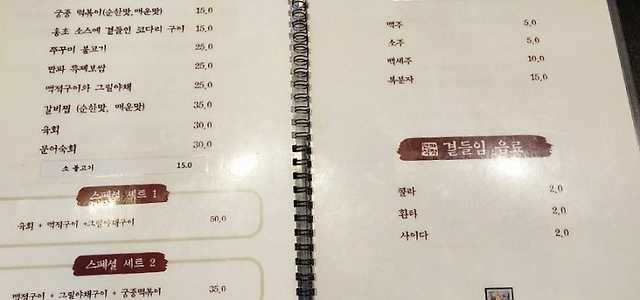 궁중 떡볶이(순한맛,매운맛) 15.0
홍초 소스에 곁들인 코다리 구이 15.0
쭈꾸미 불고기 25.0
한파 흑제보쌈 25.0
맥적구이와 그릴야채 25.0
갈비찜 (순한맛, 매운맛) 35.0
육회 30.0
문어숙회 30.0
소 불고기 15.0
스페셜 세트 1
육회 + 맥적구이 +그릴야채구이 50.0
스페셜 세트 2
맥적구이 + 그릴야채구이 + 궁중떡볶이 35.0
맥주 5.0
소주 5.0
백세주 10.0
복분자 15.0
곁들임 음료
콜라 2.0
환타 2.0
사이다 2.0